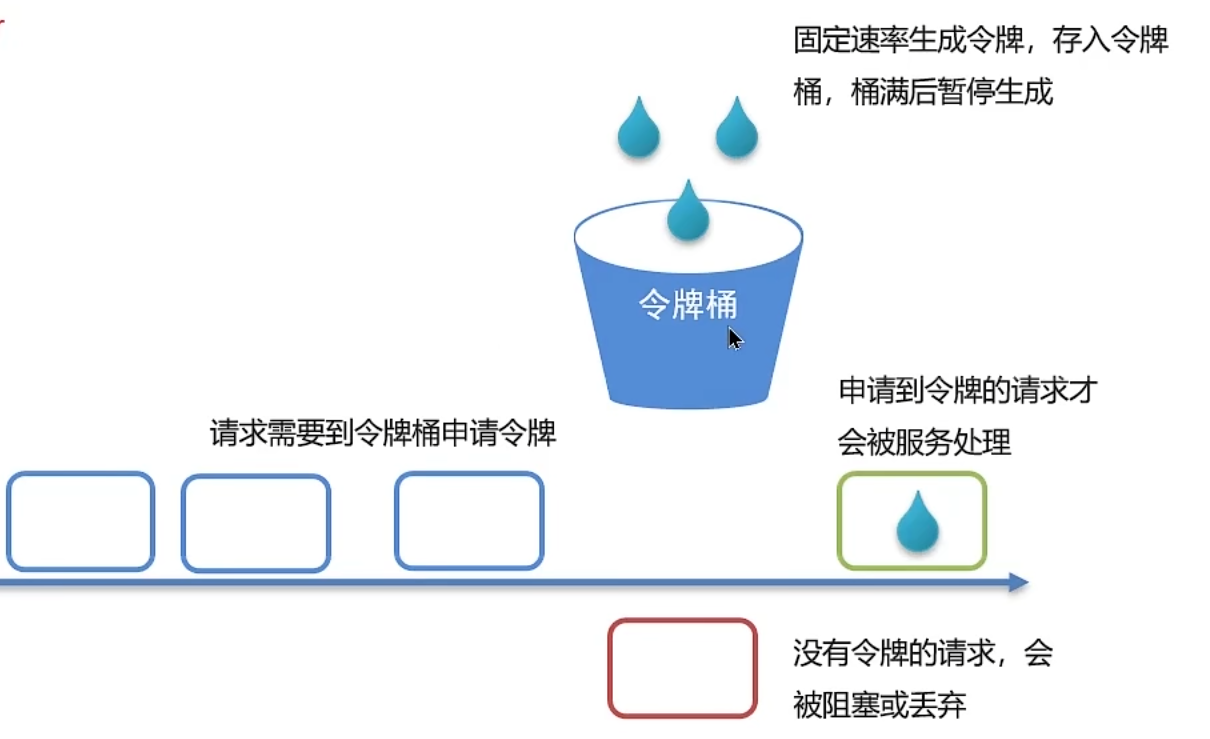 固定速率生成令牌，存入令牌
桶，桶满后暂停生成
令牌桶
申请到令牌的请求才
会被服务处理
请求需要到令牌桶申请令牌
没有令牌的请求，会
被阻塞或丢弃